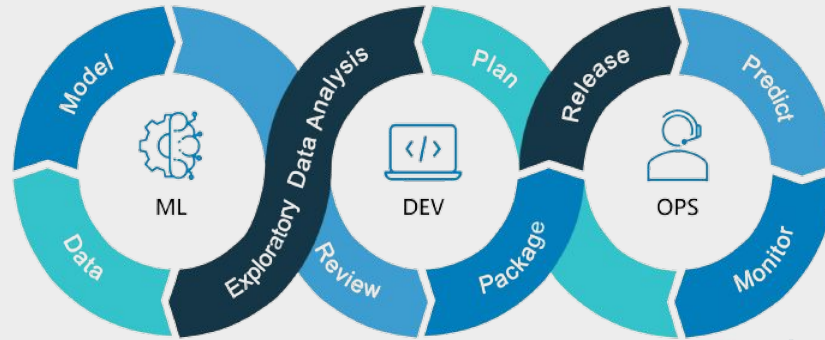 Model
Data
ML
Exploratory Data Analysis
Review
DEV
</>
Plan
Package
Release
OPS
Predict
Monitor